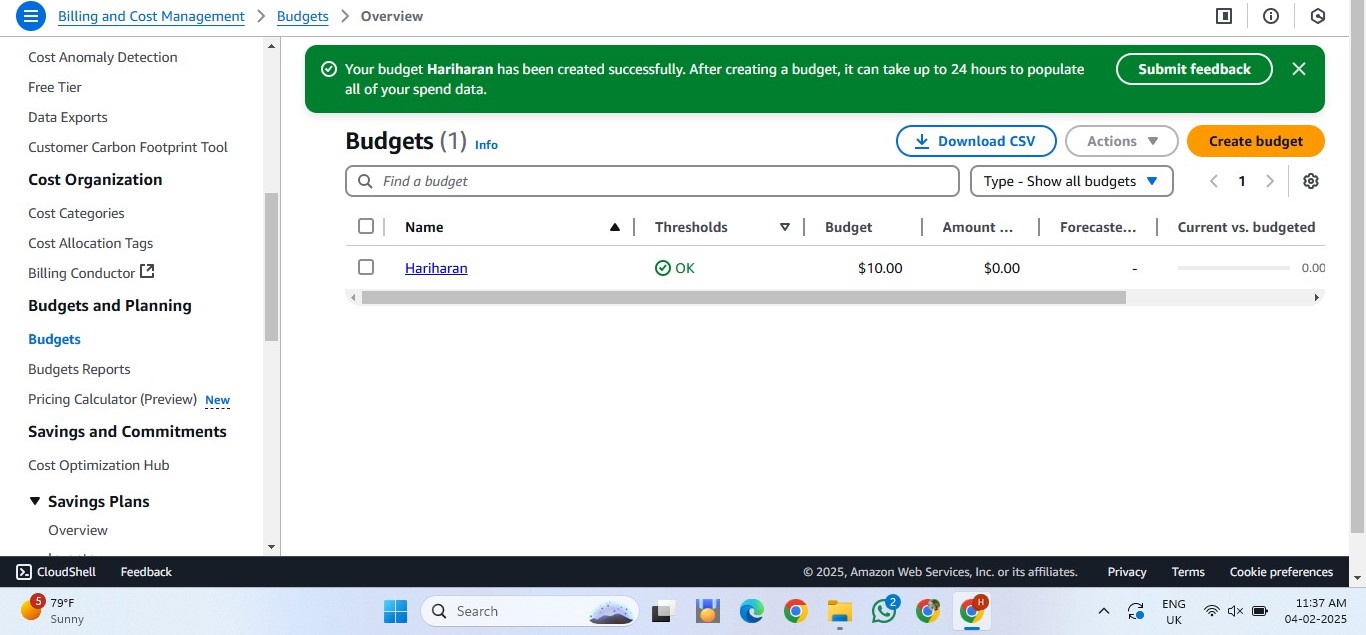 Billing and Cost Management > Budgets > Overview
Cost Anomaly Detection
Free Tier
Data Exports
Customer Carbon Footprint Tool
Cost Organization
Cost Categories
Cost Allocation Tags
Billing Conductor
Budgets and Planning
Budgets
Budgets Reports
Pricing Calculator (Preview) New
Savings and Commitments
Cost Optimization Hub
Savings Plans
Overview
Your budget Hariharan has been created successfully. After creating a budget, it can take up to 24 hours to populate
all of your spend data.
Submit feedback
Budgets (1) Info
Download CSV
Actions
Create budget
Find a budget
Type - Show all budgets
1
Name Thresholds Budget Amount ... Forecaste... Current vs. budgeted
Hariharan OK $10.00 $0.00 - 0.00
CloudShell Feedback © 2025, Amazon Web Services, Inc. or its affiliates. Privacy Terms Cookie preferences
5
79°F
Sunny
Search
2
H
ENG
UK
11:37 AM
04-02-2025